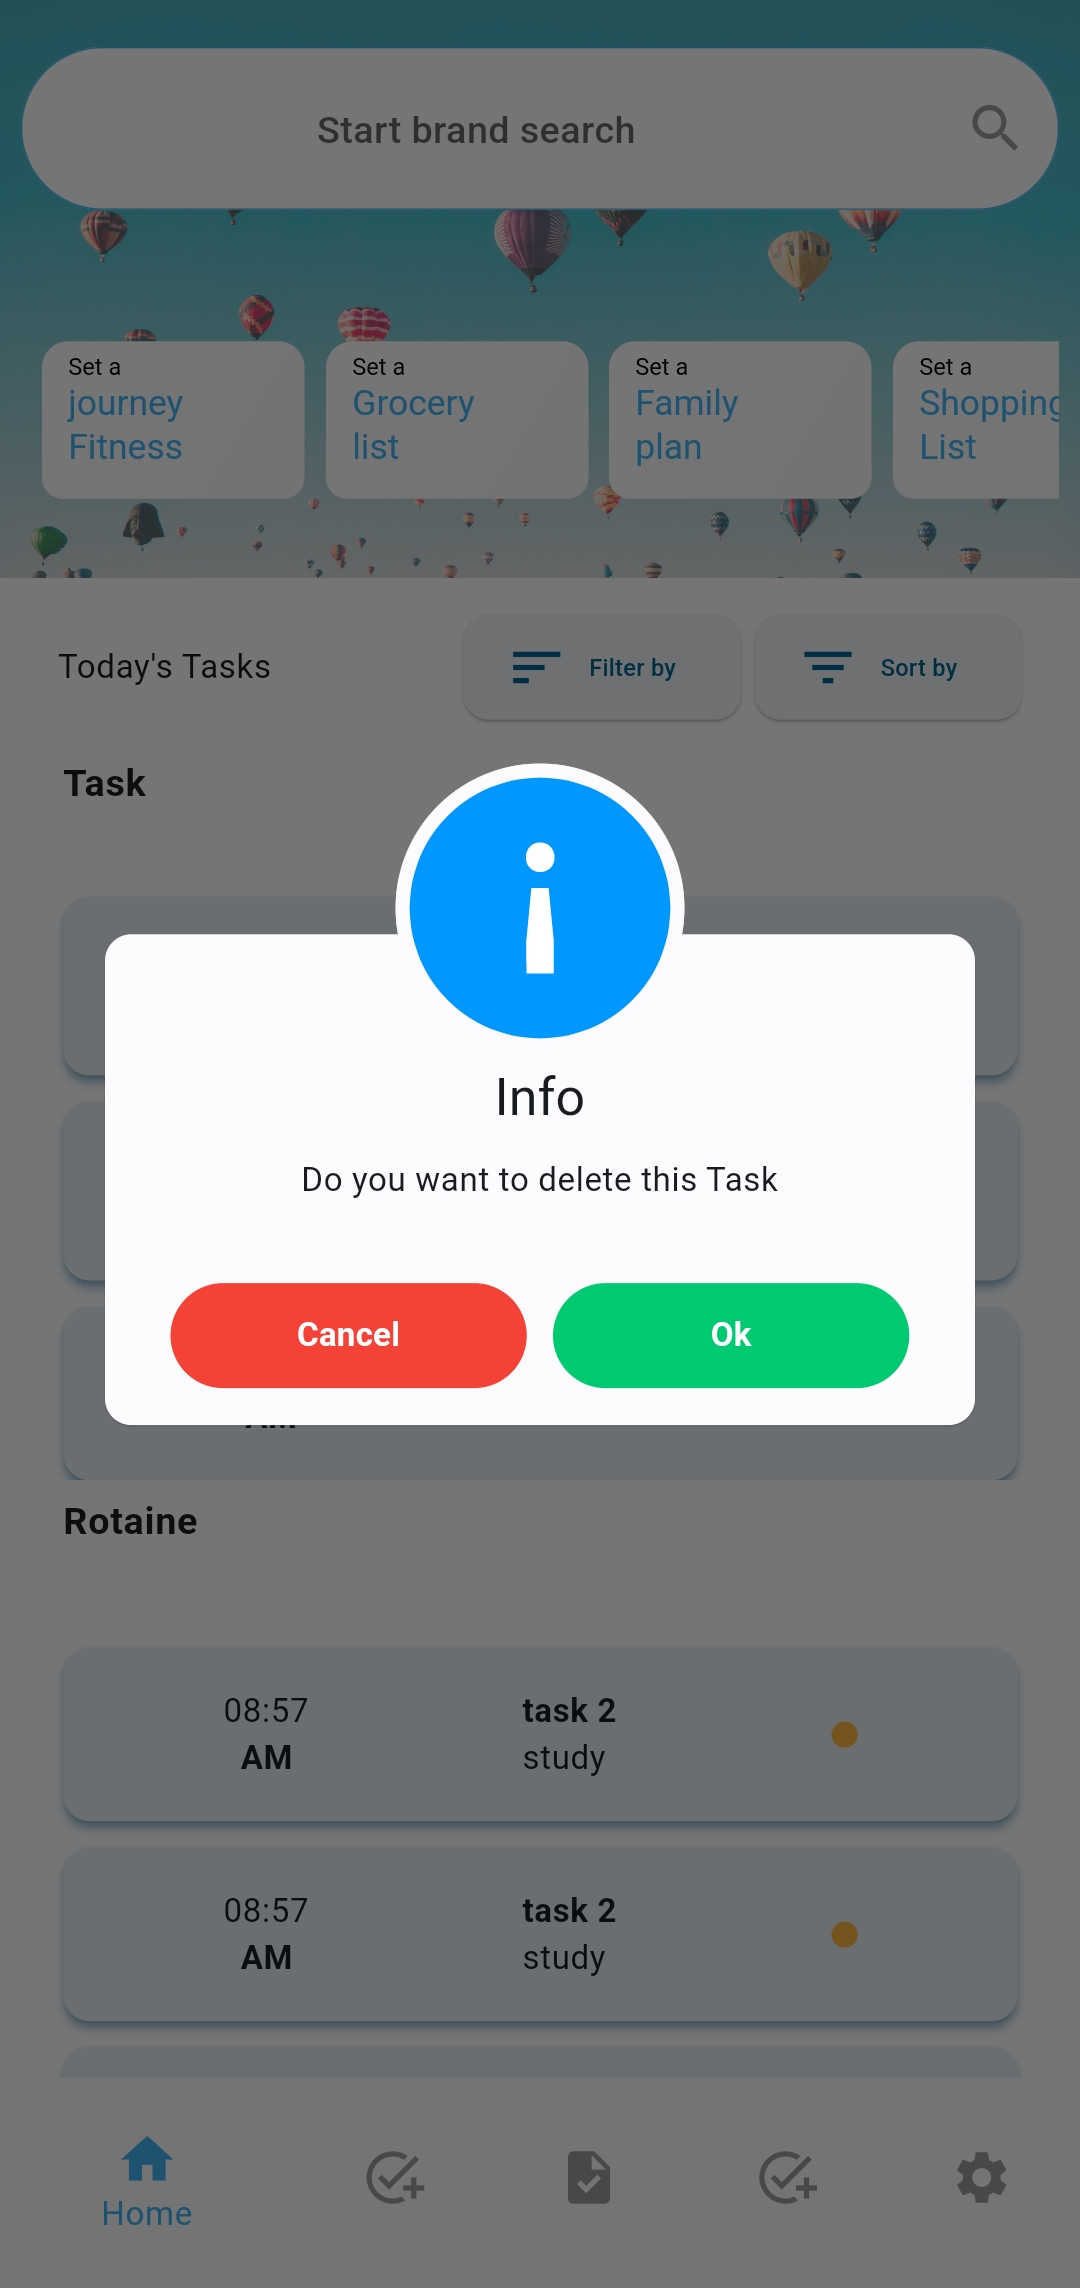 Start brand search
Set a
journey
Fitness
Set a
Grocery
list
Set a
Family
plan
Set a
Shopping
List
Today's Tasks
Filter by
Sort by
Task
Info
Do you want to delete this Task
Cancel
Ok
Rotaine
08:57
AM
task 2
study
08:57
AM
task 2
study
Home